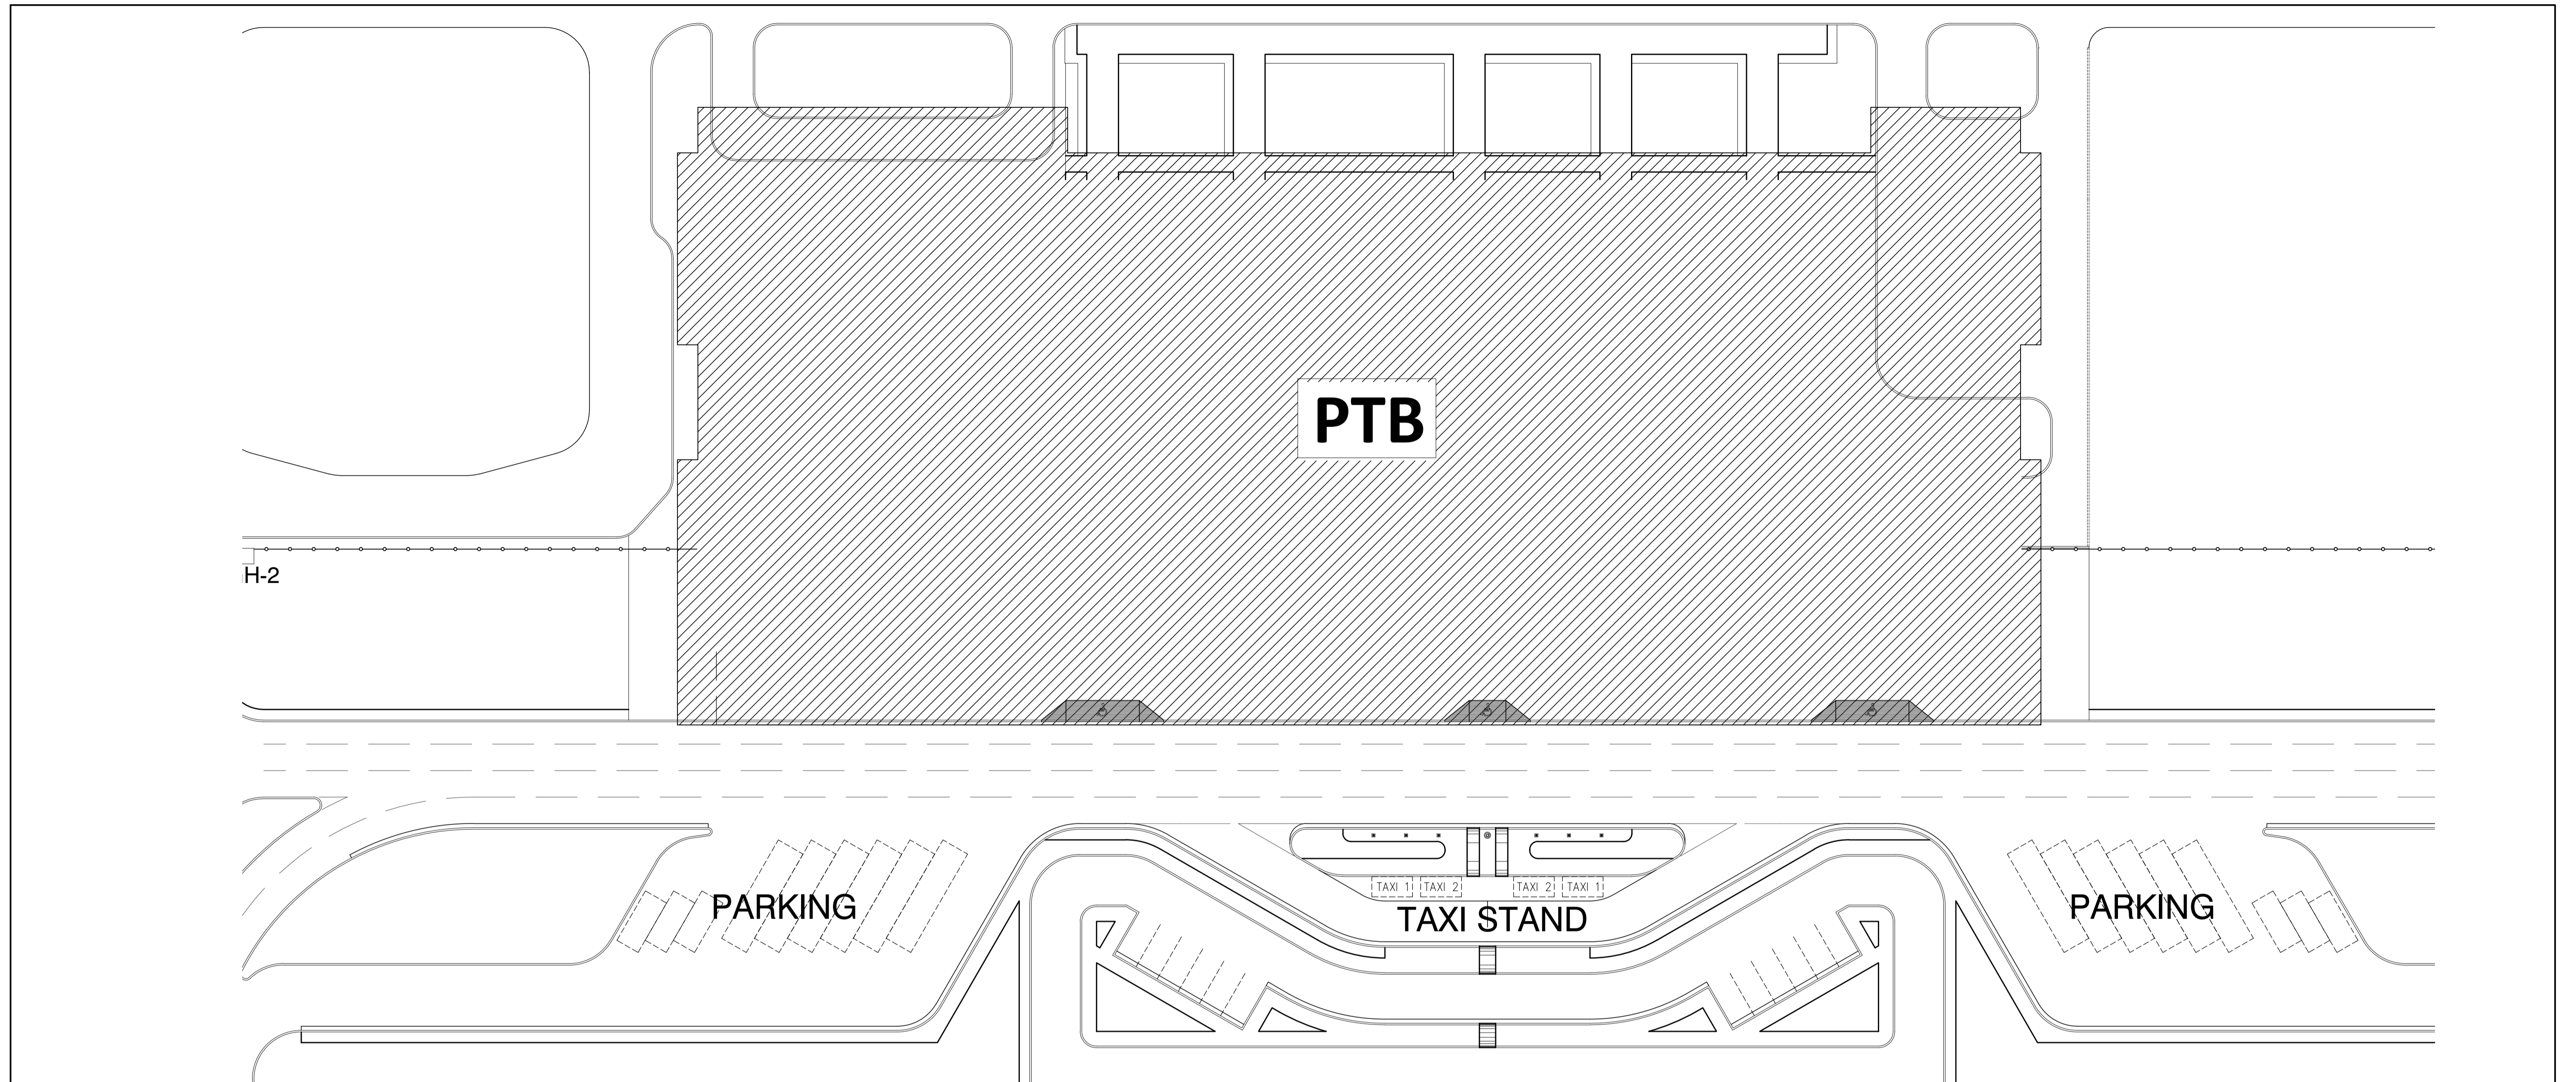 PTB
H-2
TAXI 1 TAXI 2 TAXI 2 TAXI 1
PARKING
TAXI STAND
PARKING